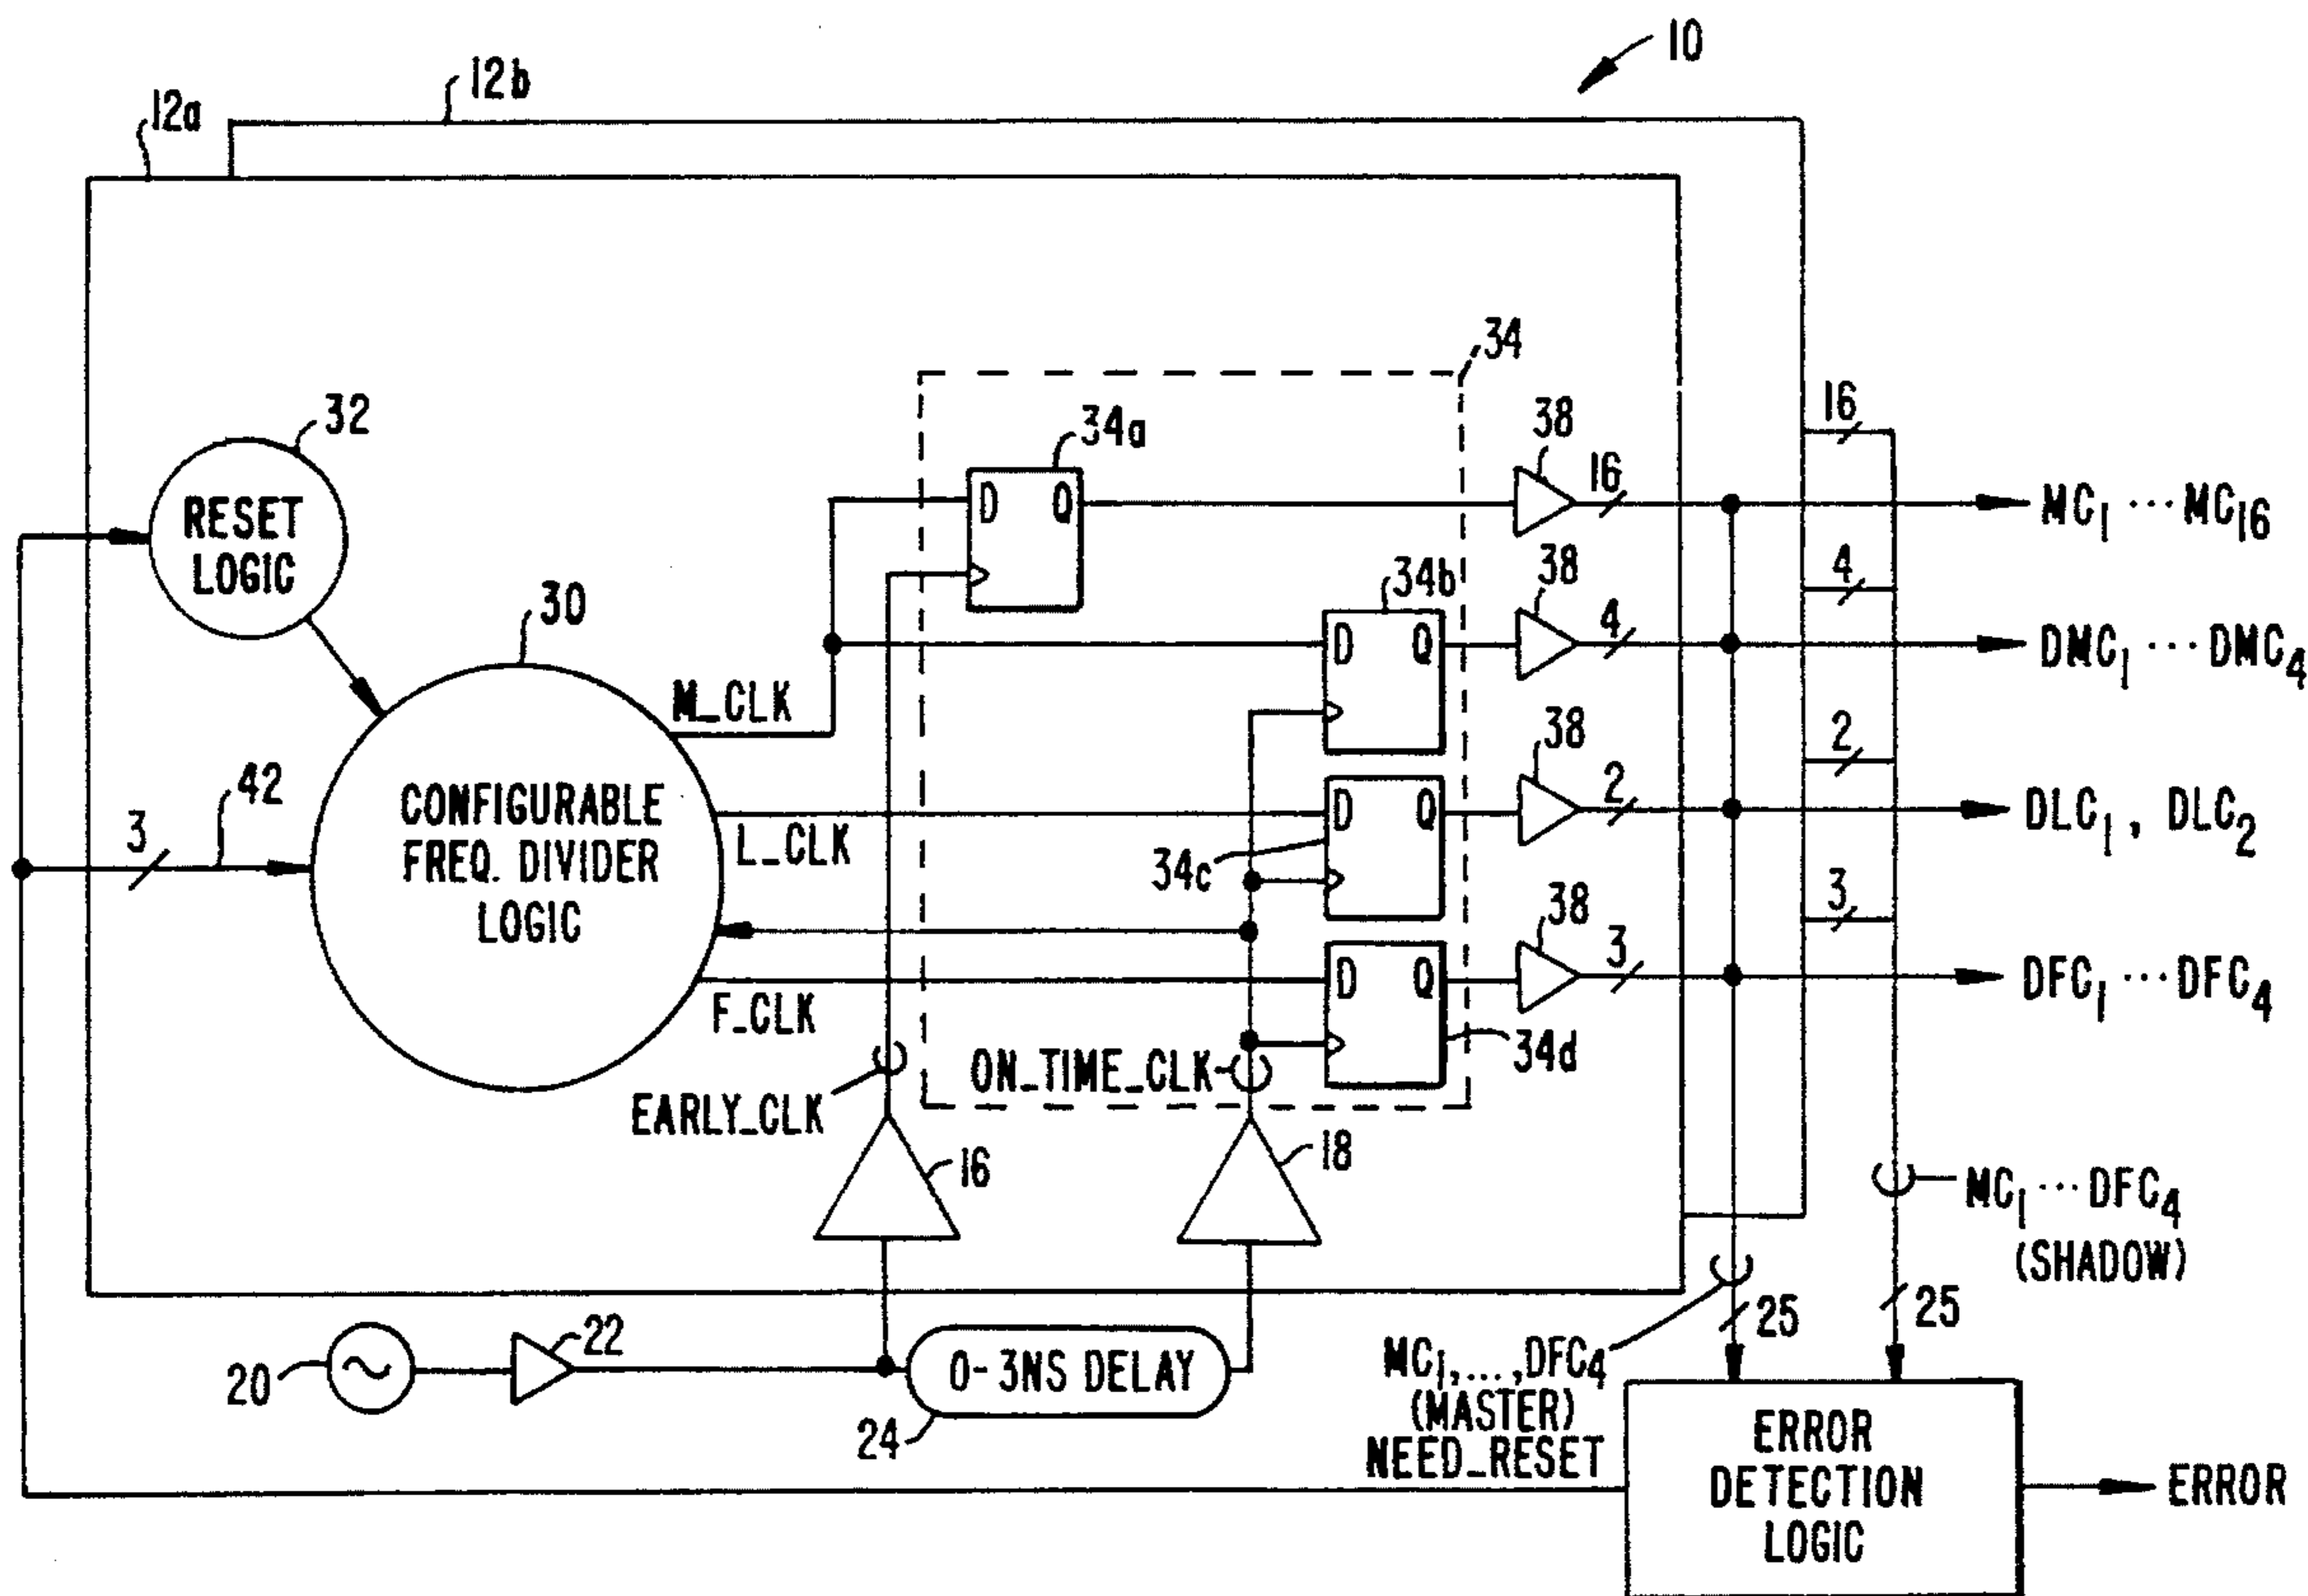 10
12b
12a
34
16
38
16
MC1 ··· MC16
32
34a
D Q
RESET
LOGIC
4
38
34b
4
DMC1 ··· DMC4
D Q
30
M_CLK
2
38
2
DLC1, DLC2
D Q
42
3
CONFIGURABLE
FREQ. DIVIDER
LOGIC
L_CLK
34c
3
38
3
DFC1 ··· DFC4
D Q
F_CLK
34d
ON_TIME_CLK
EARLY_CLK
16
18
MC1 ··· DFC4
(SHADOW)
25
25
22
20
0-3NS DELAY
24
MC1,...,DFC4
(MASTER)
NEED_RESET
ERROR
DETECTION
LOGIC
ERROR